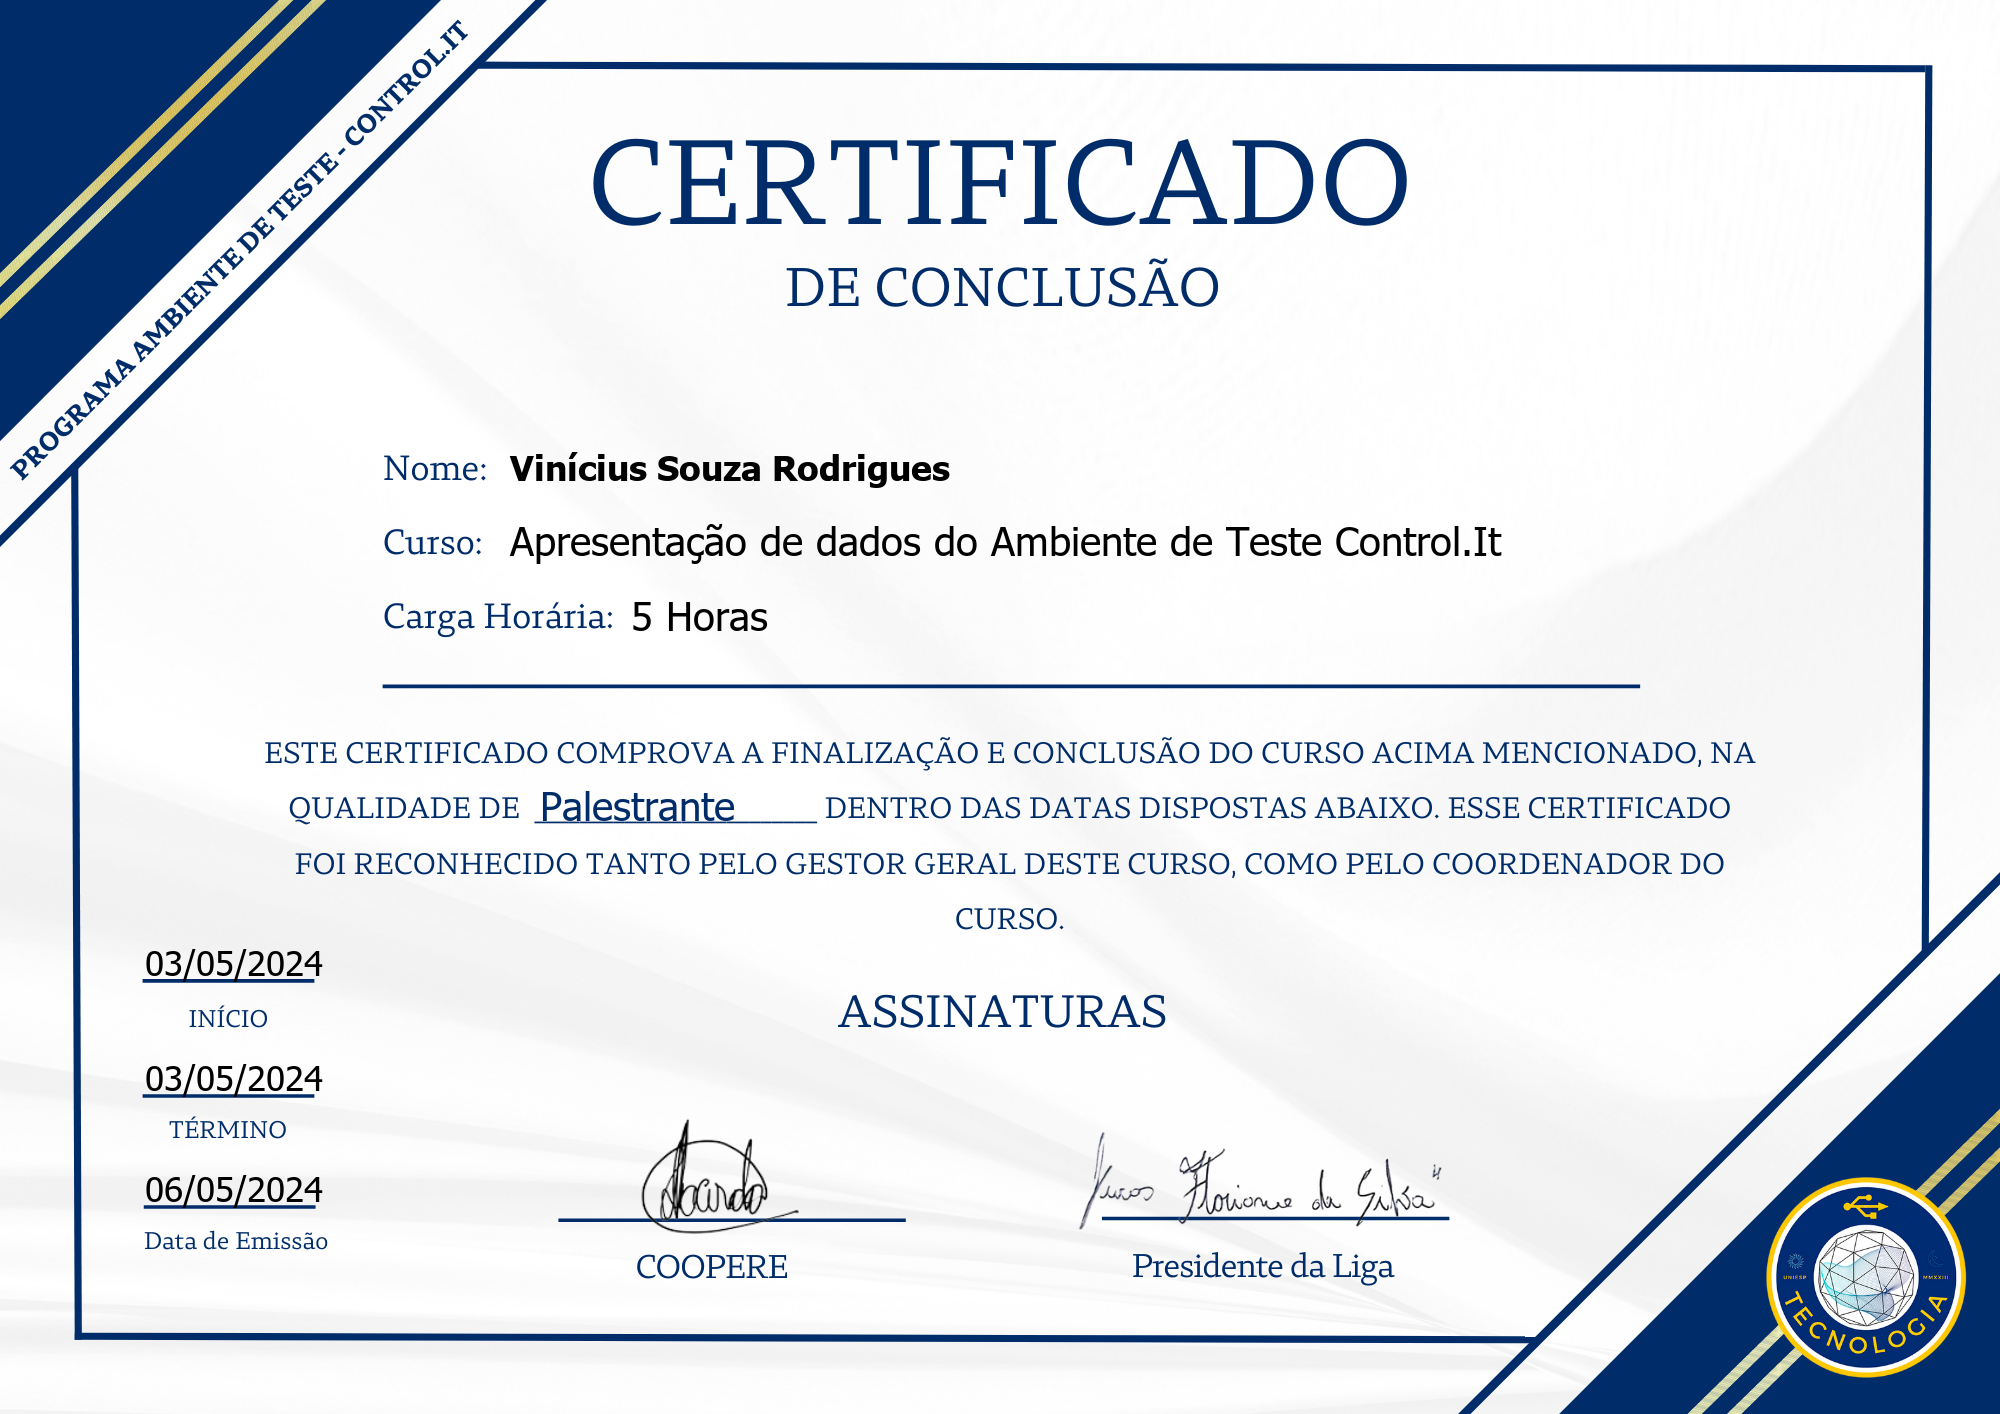 PROGRAMA AMBIENTE DE TESTE - CONTROL.IT
CERTIFICADO
DE CONCLUSÃO
Nome: Vinícius Souza Rodrigues
Curso: Apresentação de dados do Ambiente de Teste Control.It
Carga Horária: 5 Horas
ESTE CERTIFICADO COMPROVA A FINALIZAÇÃO E CONCLUSÃO DO CURSO ACIMA MENCIONADO, NA
QUALIDADE DE Palestrante DENTRO DAS DATAS DISPOSTAS ABAIXO. ESSE CERTIFICADO
FOI RECONHECIDO TANTO PELO GESTOR GERAL DESTE CURSO, COMO PELO COORDENADOR DO
CURSO.
03/05/2024
INÍCIO
03/05/2024
TÉRMINO
06/05/2024
Data de Emissão
ASSINATURAS
COOPERE
da Silva
Presidente da Liga
UNIESP
MMXXIII
TECNOLOGIA